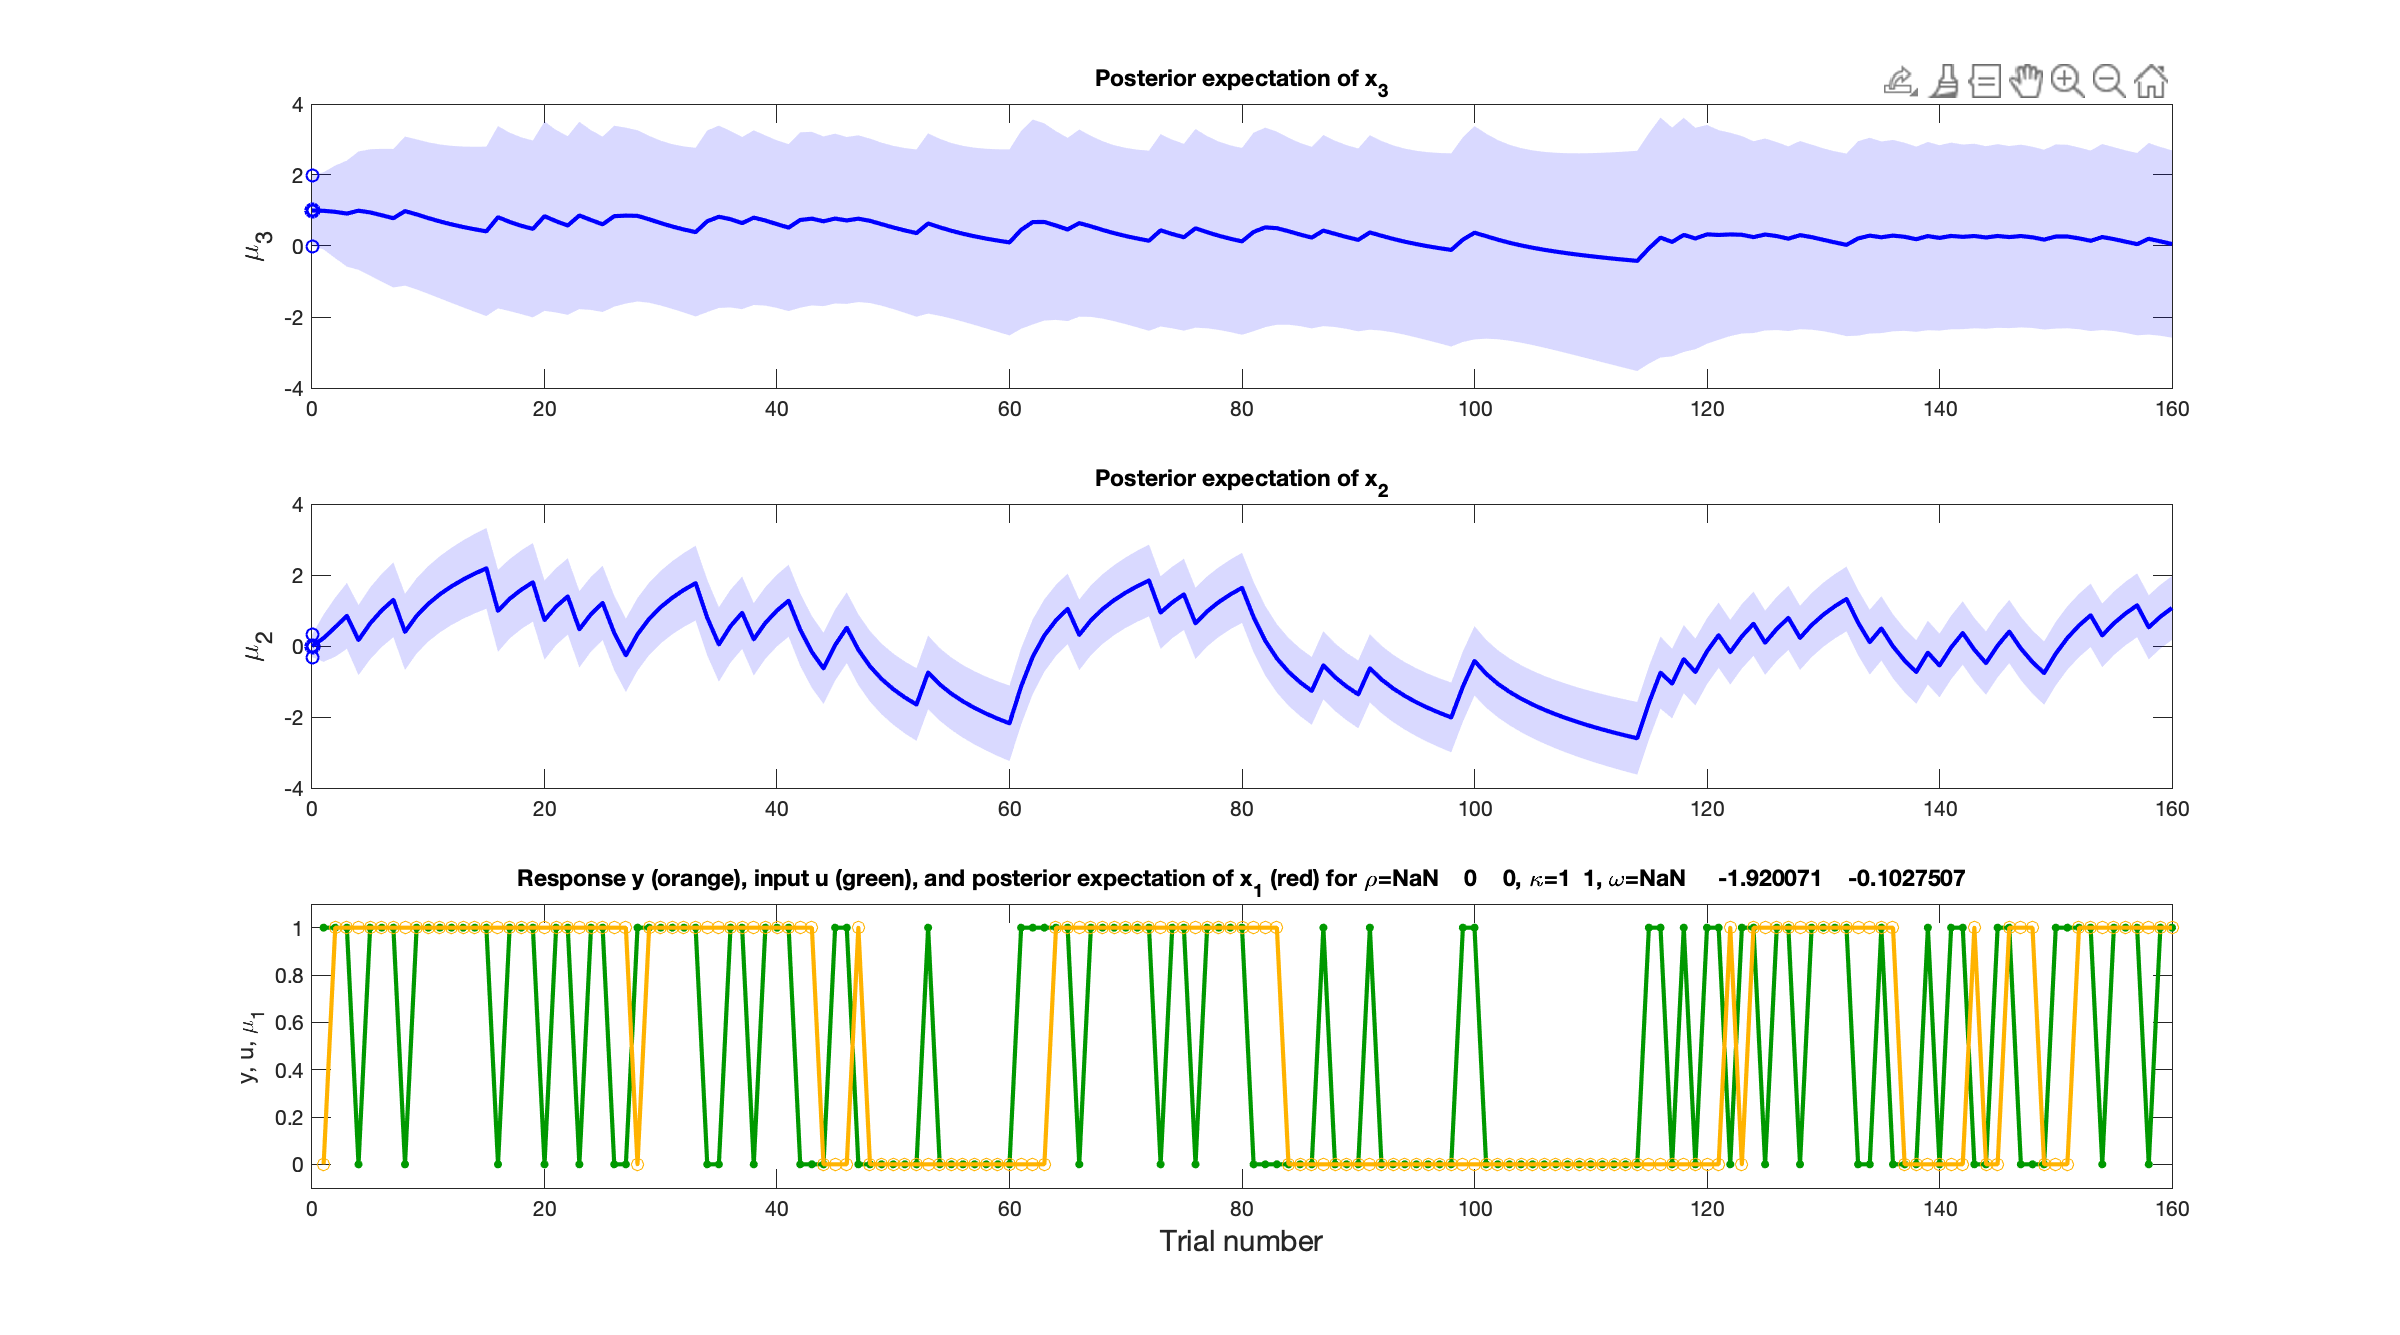 Posterior expectation of x3
4
2
0
-2
-4
μ3
0 20 40 60 80 100 120 140 160
Posterior expectation of x2
4
2
0
-2
-4
μ2
0 20 40 60 80 100 120 140 160
Response y (orange), input u (green), and posterior expectation of x1 (red) for ρ=NaN 0 0, κ=1 1, ω=NaN -1.920071 -0.1027507
1
0.8
0.6
0.4
0.2
0
y, u, μ1
0 20 40 60 80 100 120 140 160
Trial number